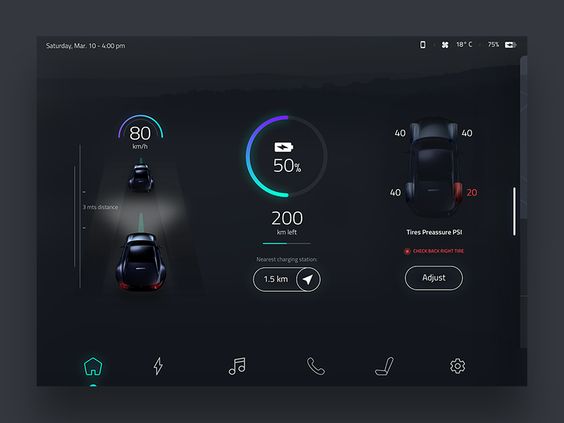 Saturday, Mar. 10 - 4:00 pm
18° C
75%
80
km/h
3 mts distance
50%
200
km left
Nearest charging station:
1.5 km
40
40
40
20
Tires Preassure PSI
CHECK BACK RIGHT TIRE
Adjust